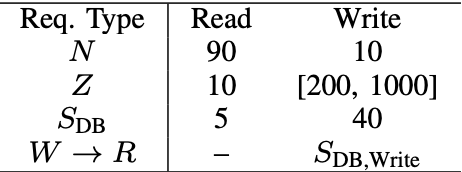 Req. Type Read Write
N 90 10
Z 10 [200, 1000]
S_DB 5 40
W → R – S_DB,Write